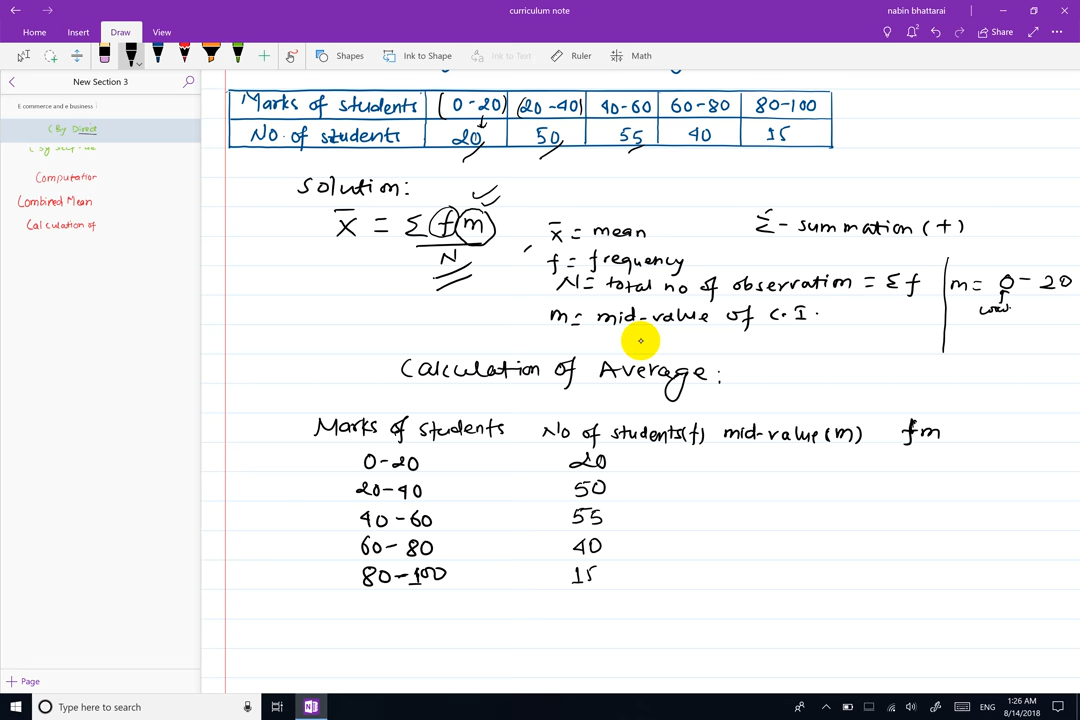 curriculum note
nabin bhattarai
Home Insert Draw View
Share
Shapes Ink to Shape Ink to Text Ruler Math
New Section 3
E commerce and e business
(By Direct
Computation
Combined Mean
Calculation of
Marks of students (0-20) (20-40) 40-60 60-80 80-100
No. of students 20 50 55 40 15
Solution:
x̄ = Σfm
N
x̄ = mean
Σ - summation (+)
f = frequency
N = total no of observation = Σf
m = 0-20
m = mid-value of C.I.
Calculation of Average:
Marks of students No of students(f) mid-value(m) fm
0-20 20
20-40 50
40-60 55
60-80 40
80-100 15
Page
Type here to search
ENG
1:26 AM
8/14/2018